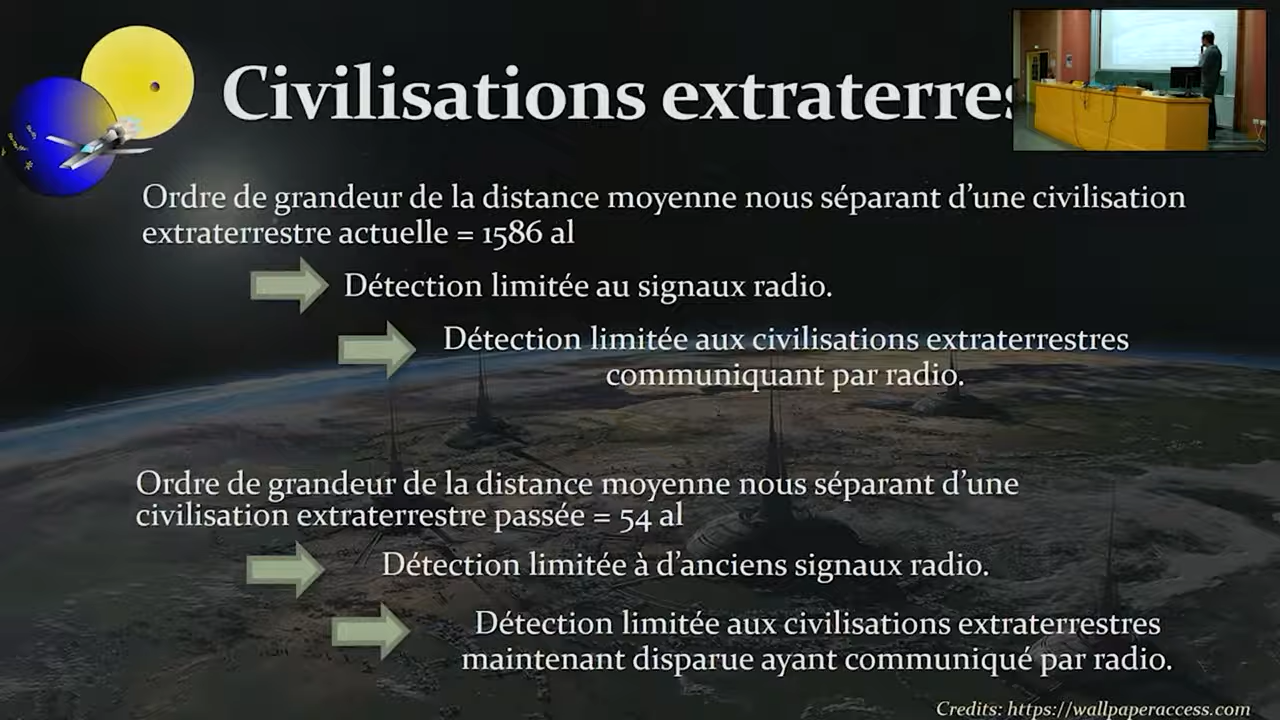 Civilisations extraterres
Ordre de grandeur de la distance moyenne nous séparant d'une civilisation
extraterrestre actuelle = 1586 al
Détection limitée au signaux radio.
Détection limitée aux civilisations extraterrestres
communiquant par radio.
Ordre de grandeur de la distance moyenne nous séparant d'une
civilisation extraterrestre passée = 54 al
Détection limitée à d'anciens signaux radio.
Détection limitée aux civilisations extraterrestres
maintenant disparue ayant communiqué par radio.
Credits: https://wallpaperaccess.com